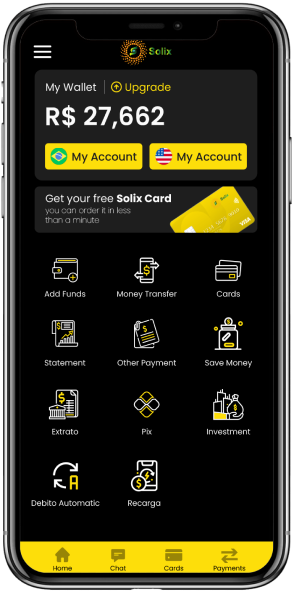 Solix
My Wallet Upgrade
R$ 27,662
My Account My Account
Get your free Solix Card
you can order it in less
than a minute
VISA
Add Funds Money Transfer Cards
Statement Other Payment Save Money
Extrato Pix Investment
Debito Automatic Recarga
Home Chat Cards Payments